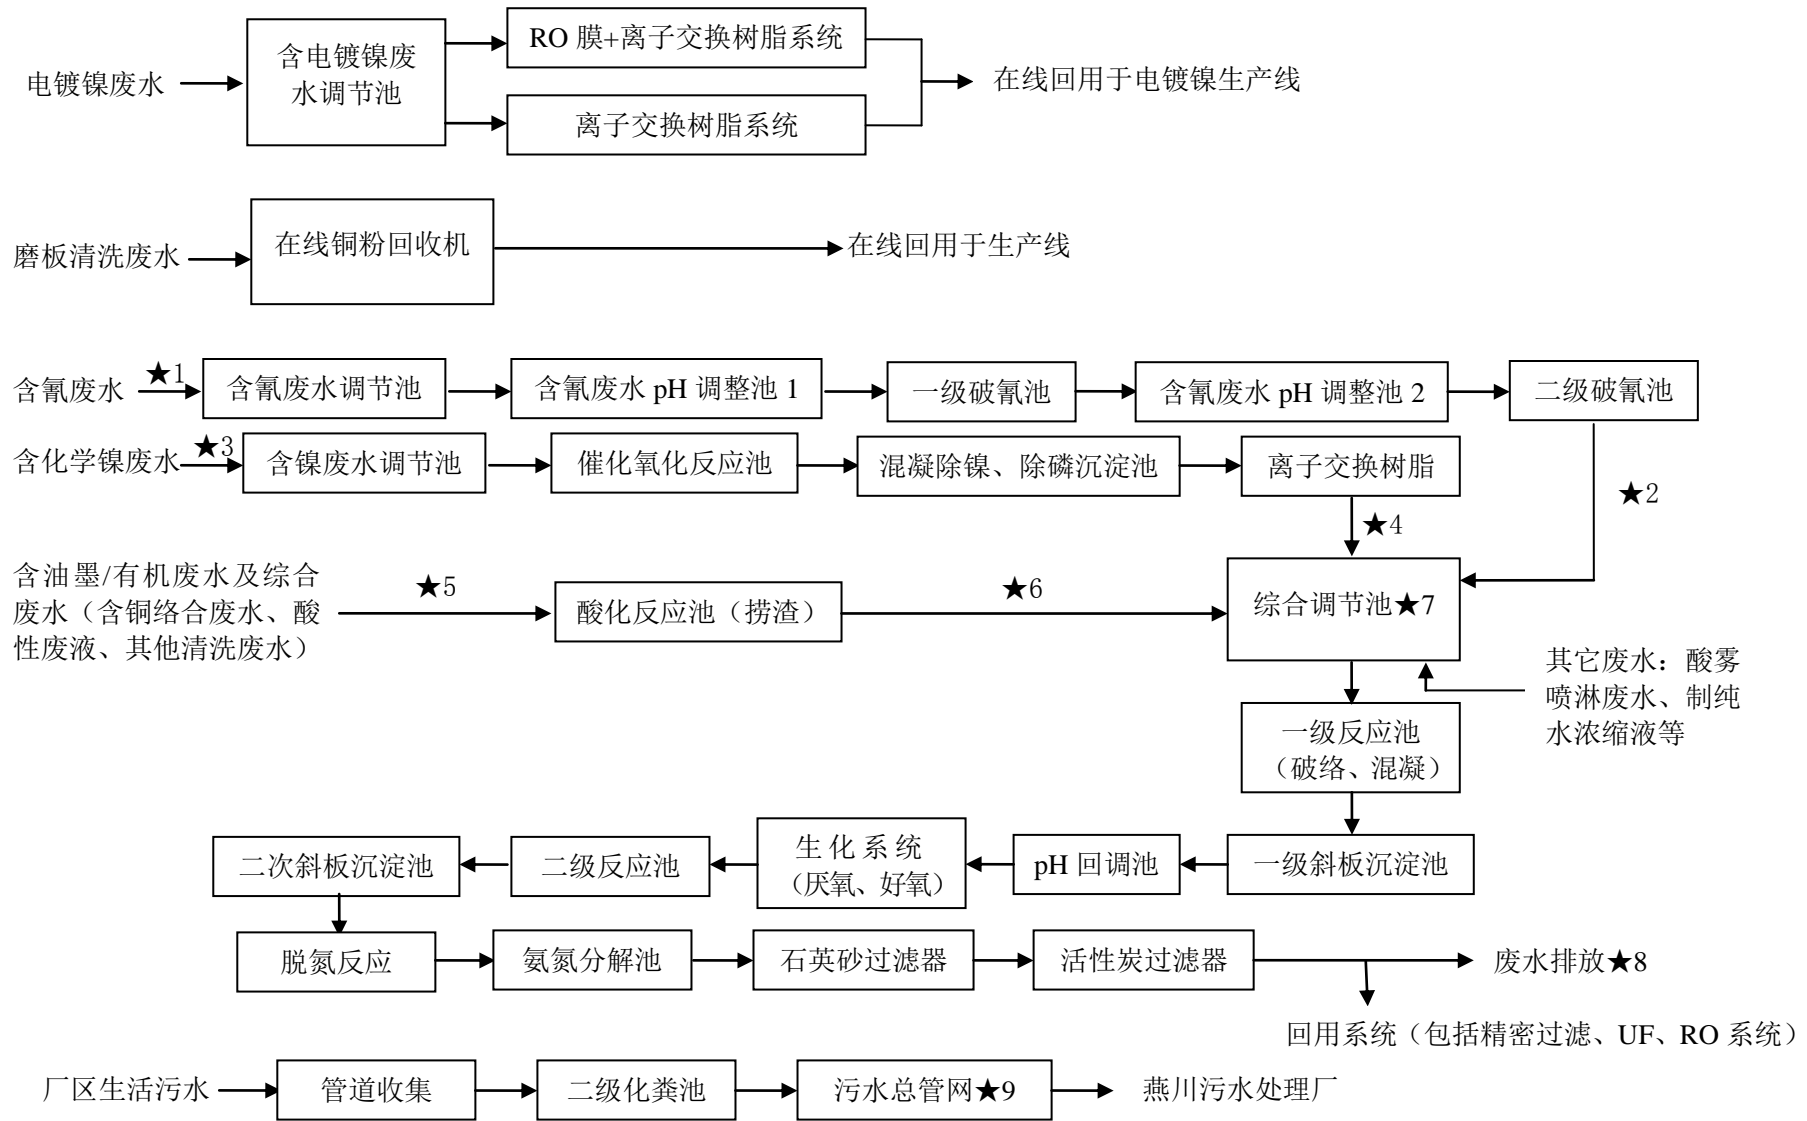 电镀镍废水
含电镀镍废
水调节池
RO 膜+离子交换树脂系统
离子交换树脂系统
在线回用于电镀镍生产线
磨板清洗废水
在线铜粉回收机
在线回用于生产线
含氰废水
★1
含氰废水调节池
含氰废水 pH 调整池 1
一级破氰池
含氰废水 pH 调整池 2
二级破氰池
★2
含化学镍废水
★3
含镍废水调节池
催化氧化反应池
混凝除镍、除磷沉淀池
离子交换树脂
★4
含油墨/有机废水及综合
废水（含铜络合废水、酸
性废液、其他清洗废水）
★5
酸化反应池（捞渣）
★6
综合调节池★7
其它废水：酸雾
喷淋废水、制纯
水浓缩液等
一级反应池
（破络、混凝）
一级斜板沉淀池
pH 回调池
生化系统
（厌氧、好氧）
二级反应池
二次斜板沉淀池
脱氮反应
氨氮分解池
石英砂过滤器
活性炭过滤器
废水排放★8
回用系统（包括精密过滤、UF、RO 系统）
厂区生活污水
管道收集
二级化粪池
污水总管网★9
燕川污水处理厂